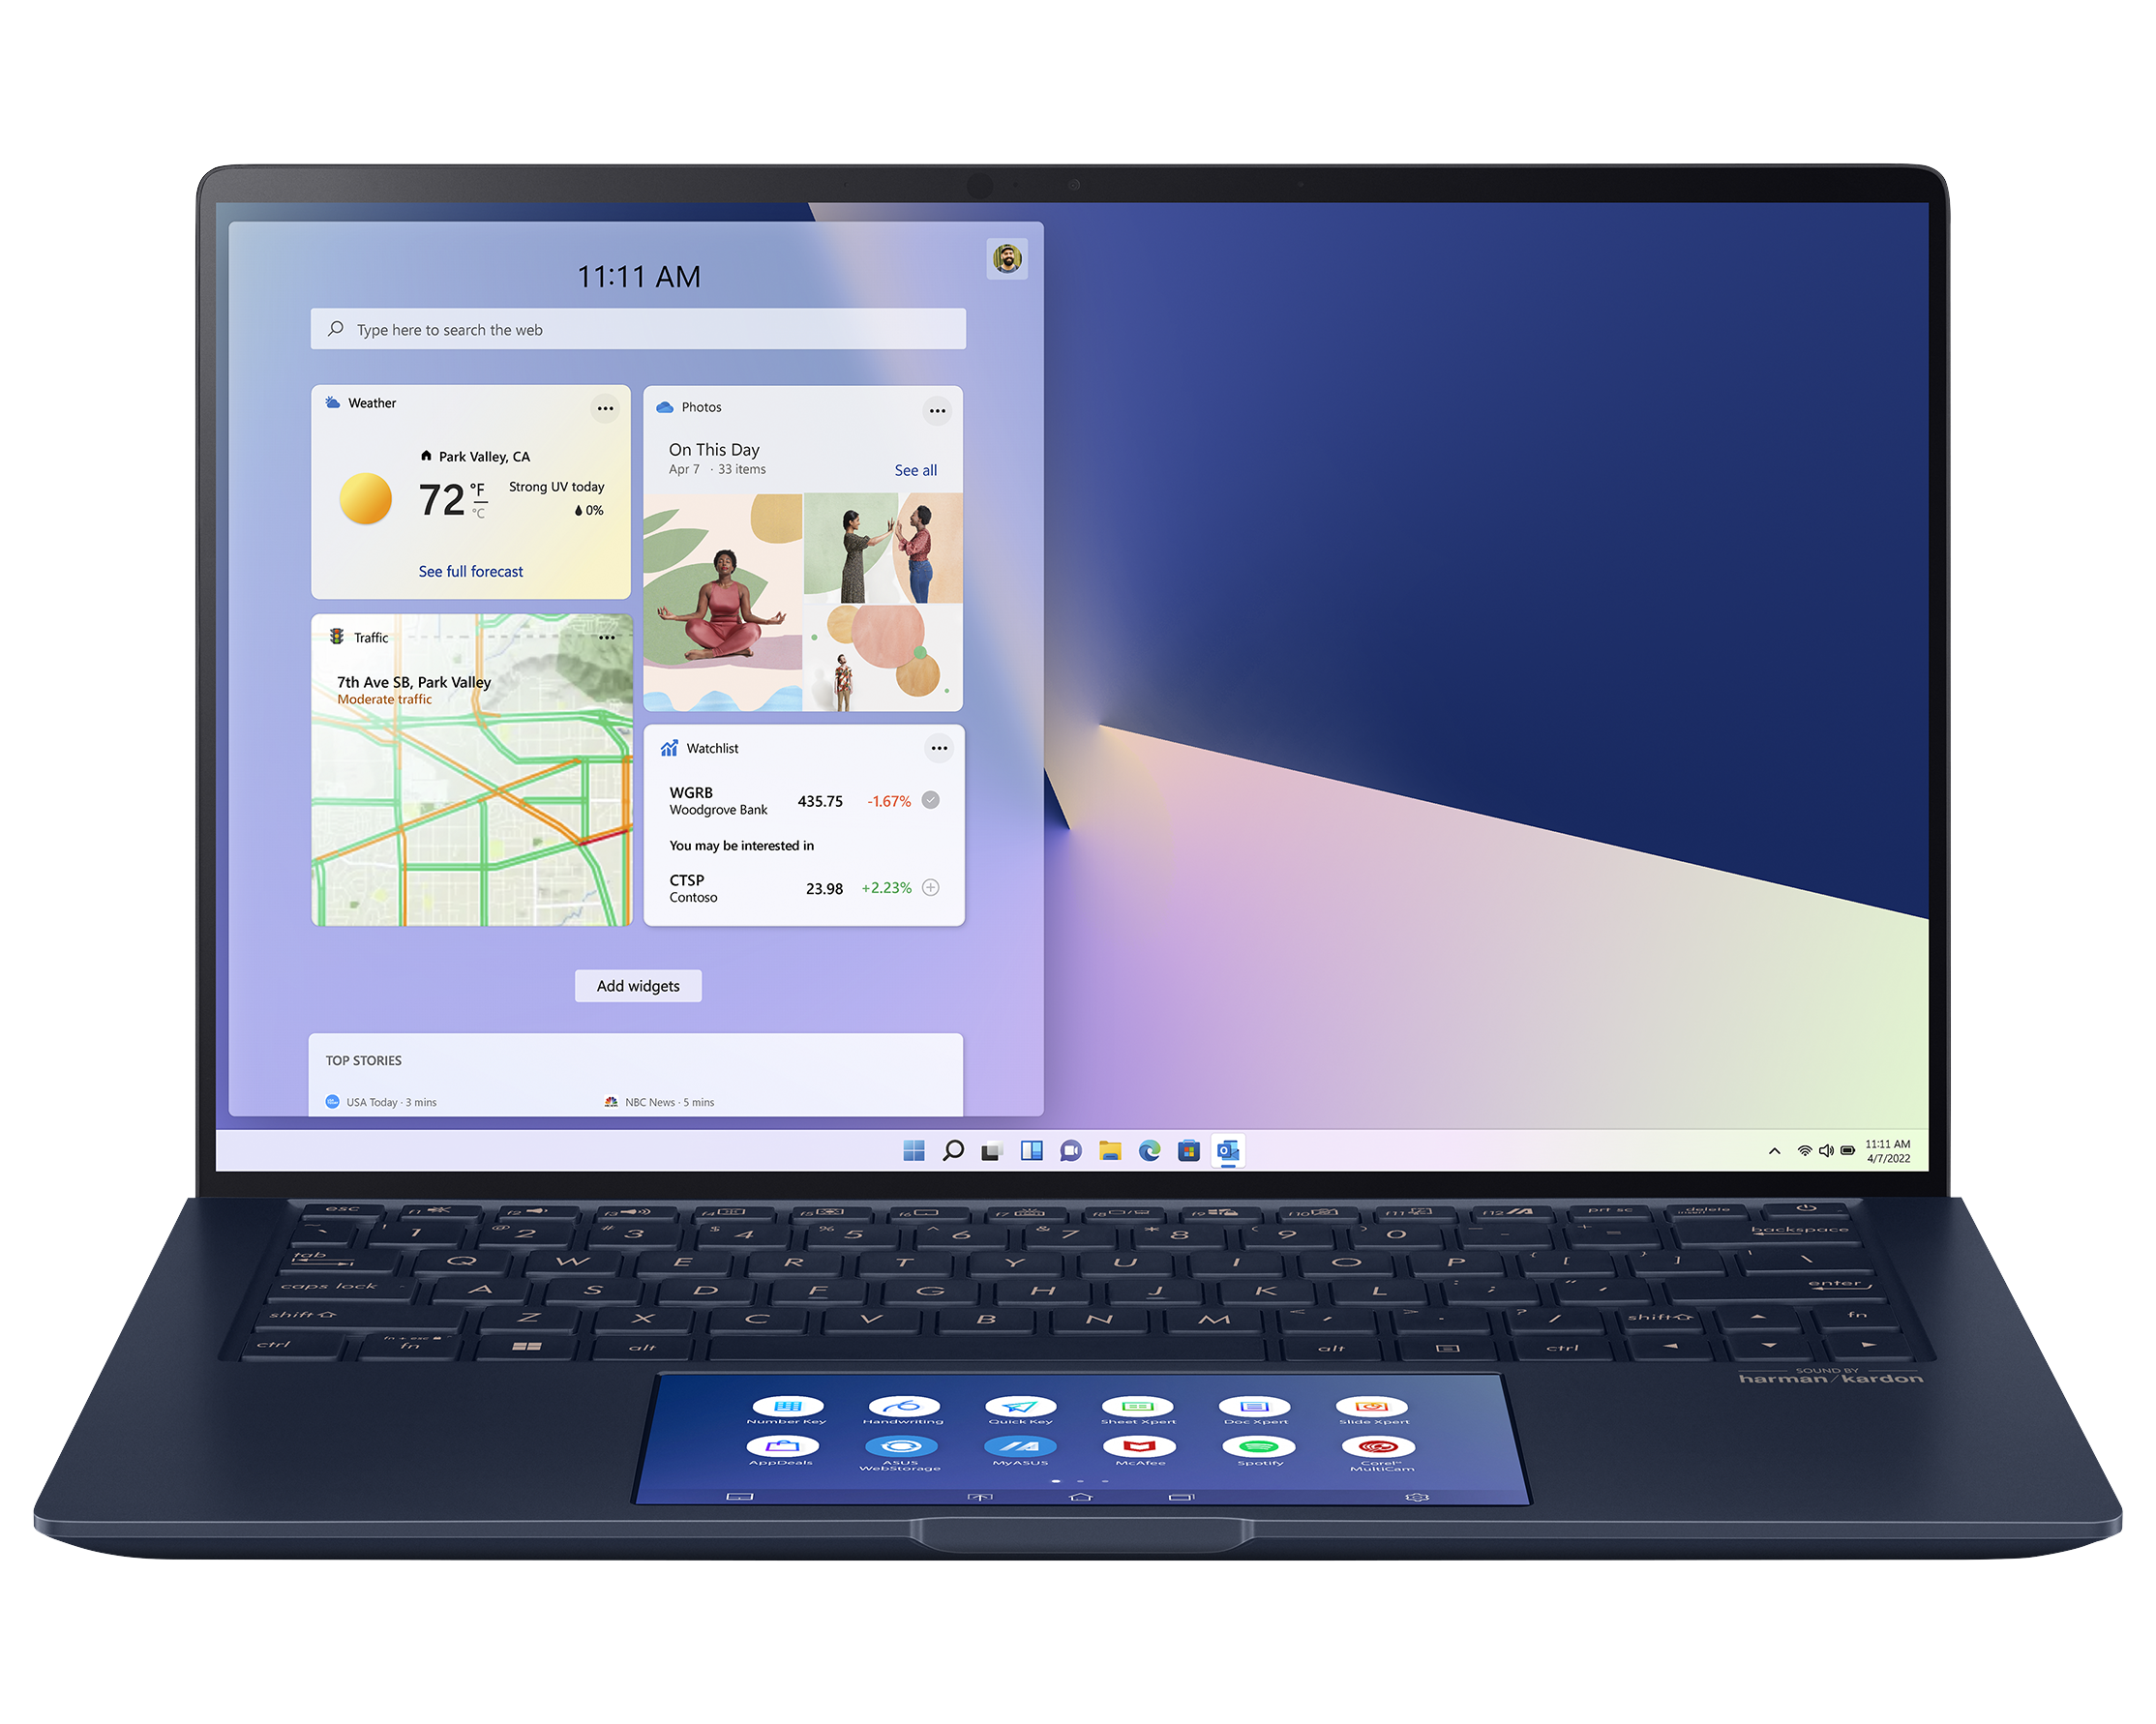 11:11 AM
Type here to search the web
Weather
Park Valley, CA
72 °F
°C
Strong UV today
0%
See full forecast
Photos
On This Day
Apr 7 · 33 items
See all
Traffic
7th Ave SB, Park Valley
Moderate traffic
Watchlist
WGRB
Woodgrove Bank
435.75 -1.67%
You may be interested in
CTSP
Contoso
23.98 +2.23%
Add widgets
TOP STORIES
USA Today · 3 mins
NBC News · 5 mins
11:11 AM
4/7/2022
esc f1 f2 f3 f4 f5 f6 f7 f8 f9 f10 f11 f12 prt sc delete insert
~ ` 1 @ 2 # 3 $ 4 % 5 ^ 6 & 7 * 8 ( 9 ) 0 _ - + = backspace
tab Q W E R T Y U I O P { [ } ] | \
caps lock A S D F G H J K L : ; " ' enter
shift Z X C V B N M < , > . ? / shift fn
ctrl fn + esc fn alt alt ctrl
SOUND BY
harman/kardon
Number Key Handwriting Quick Key Sheet Xpert Doc Xpert Slide Xpert
AppDeals ASUS WebStorage MyASUS McAfee Spotify Corel MultiCam